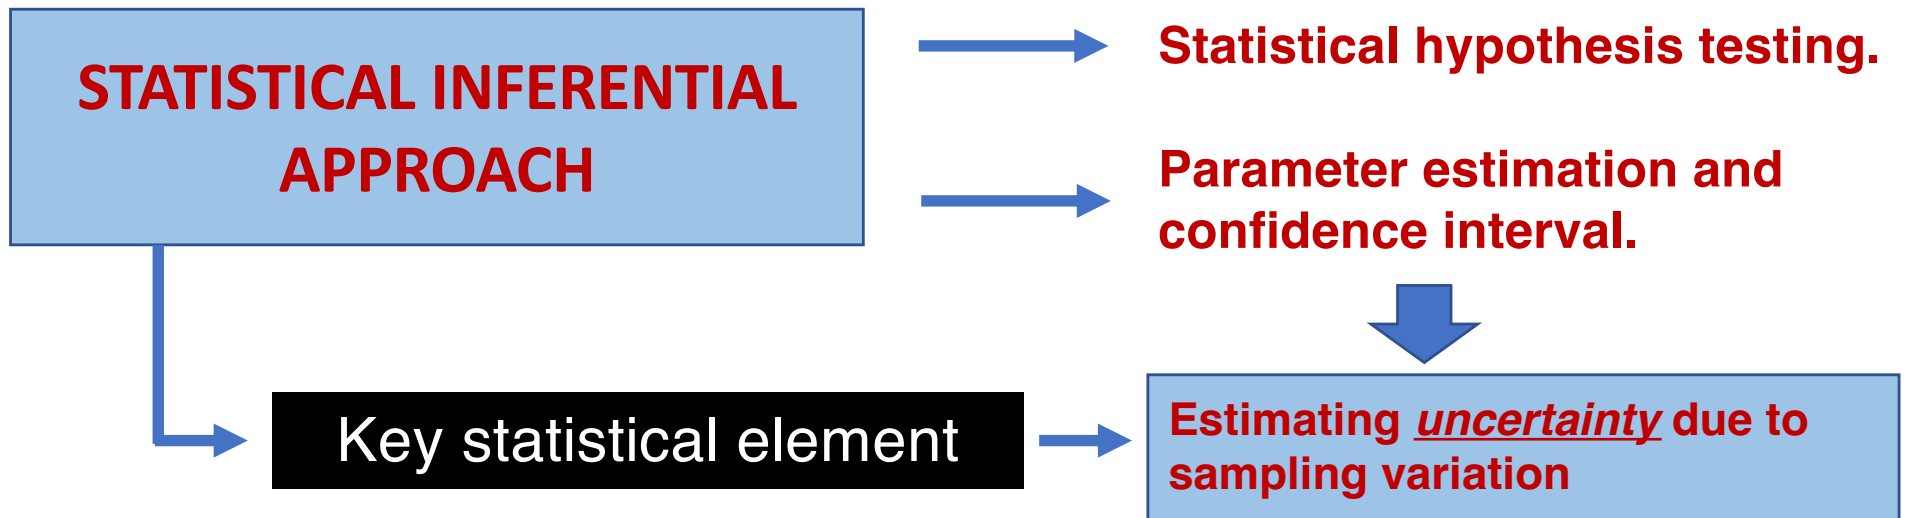 STATISTICAL INFERENTIAL
APPROACH
Statistical hypothesis testing.
Parameter estimation and
confidence interval.
Key statistical element
Estimating uncertainty due to
sampling variation